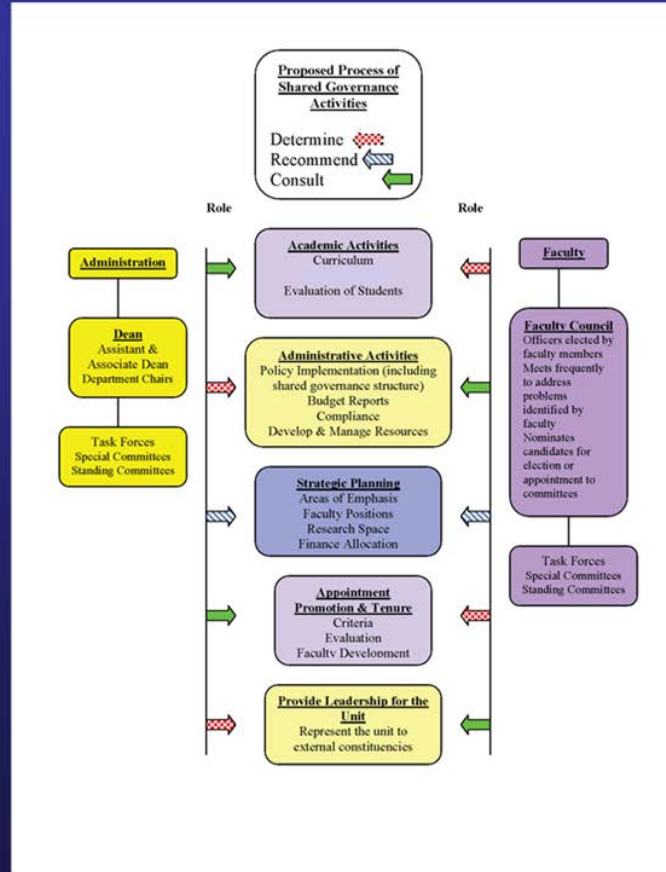 Proposed Process of
Shared Governance
Activities
Determine
Recommend
Consult
Role
Role
Administration
Dean
Assistant &
Associate Dean
Department Chairs
Task Forces
Special Committees
Standing Committees
Academic Activities
Curriculum
Evaluation of Students
Administrative Activities
Policy Implementation (including
shared governance structure)
Budget Reports
Compliance
Develop & Manage Resources
Strategic Planning
Areas of Emphasis
Faculty Positions
Research Space
Finance Allocation
Appointment
Promotion & Tenure
Criteria
Evaluation
Faculty Development
Provide Leadership for the
Unit
Represent the unit to
external constituencies
Faculty
Faculty Council
Officers elected by
faculty members
Meets frequently
to address
problems
identified by
faculty
Nominates
candidates for
election or
appointment to
committees
Task Forces
Special Committees
Standing Committees